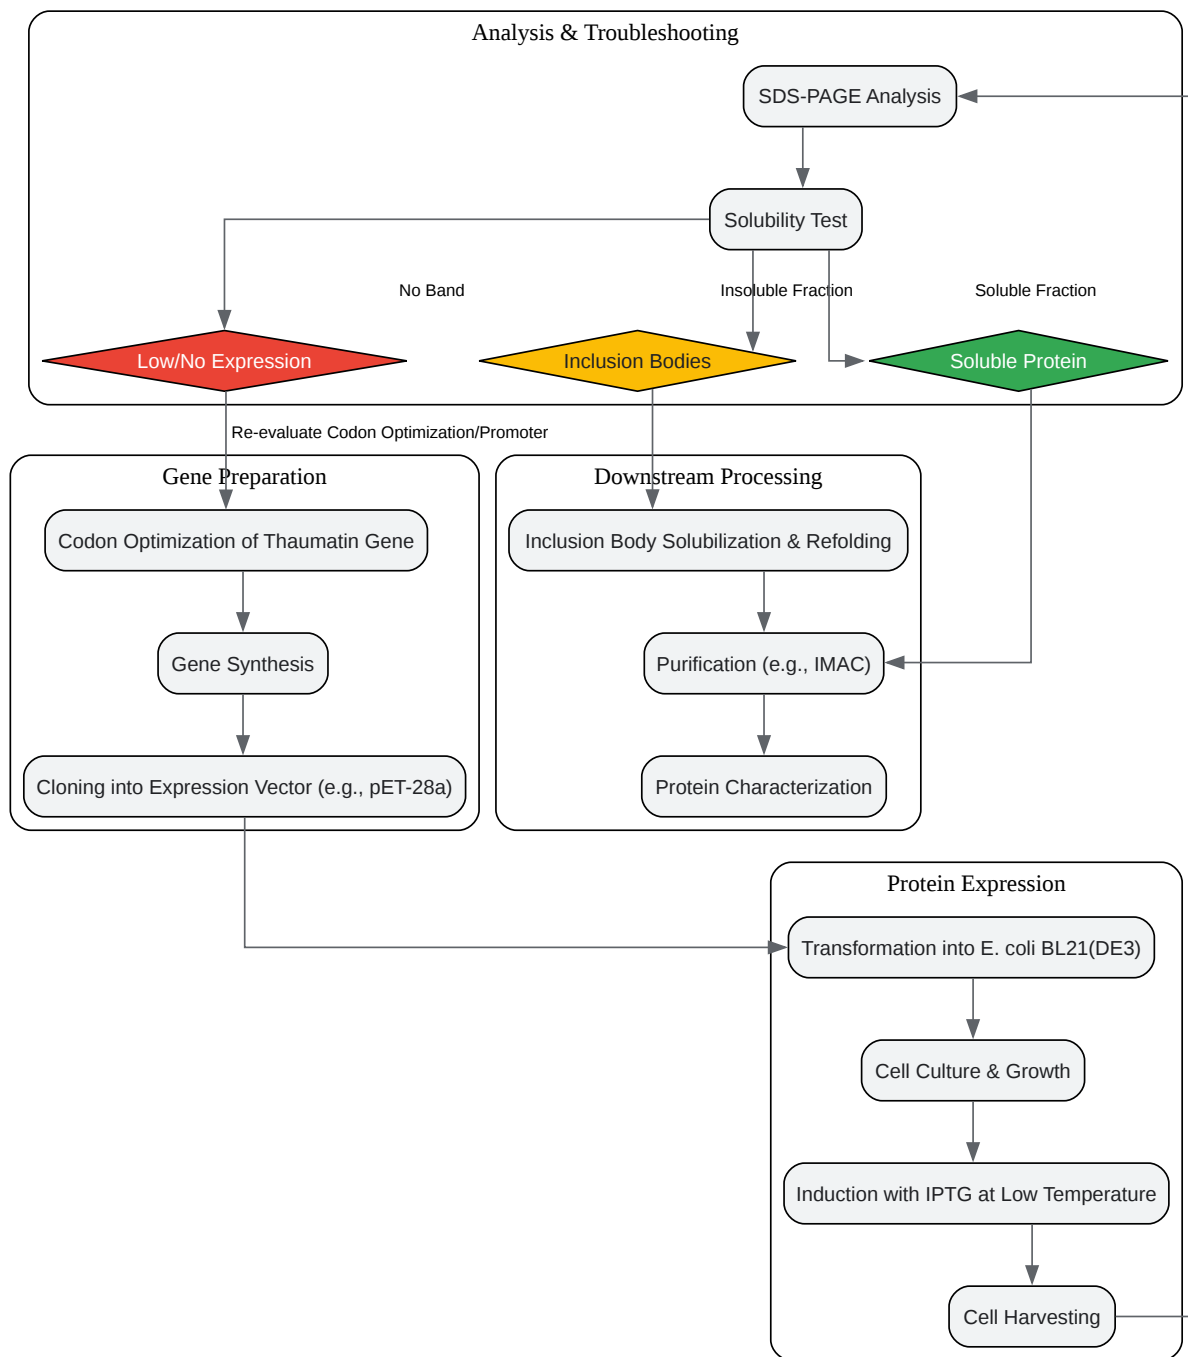 Analysis & Troubleshooting
SDS-PAGE Analysis
Solubility Test
No Band
Insoluble Fraction
Soluble Fraction
Low/No Expression
Inclusion Bodies
Soluble Protein
Re-evaluate Codon Optimization/Promoter
Gene Preparation
Codon Optimization of Thaumatin Gene
Gene Synthesis
Cloning into Expression Vector (e.g., pET-28a)
Downstream Processing
Inclusion Body Solubilization & Refolding
Purification (e.g., IMAC)
Protein Characterization
Protein Expression
Transformation into E. coli BL21(DE3)
Cell Culture & Growth
Induction with IPTG at Low Temperature
Cell Harvesting